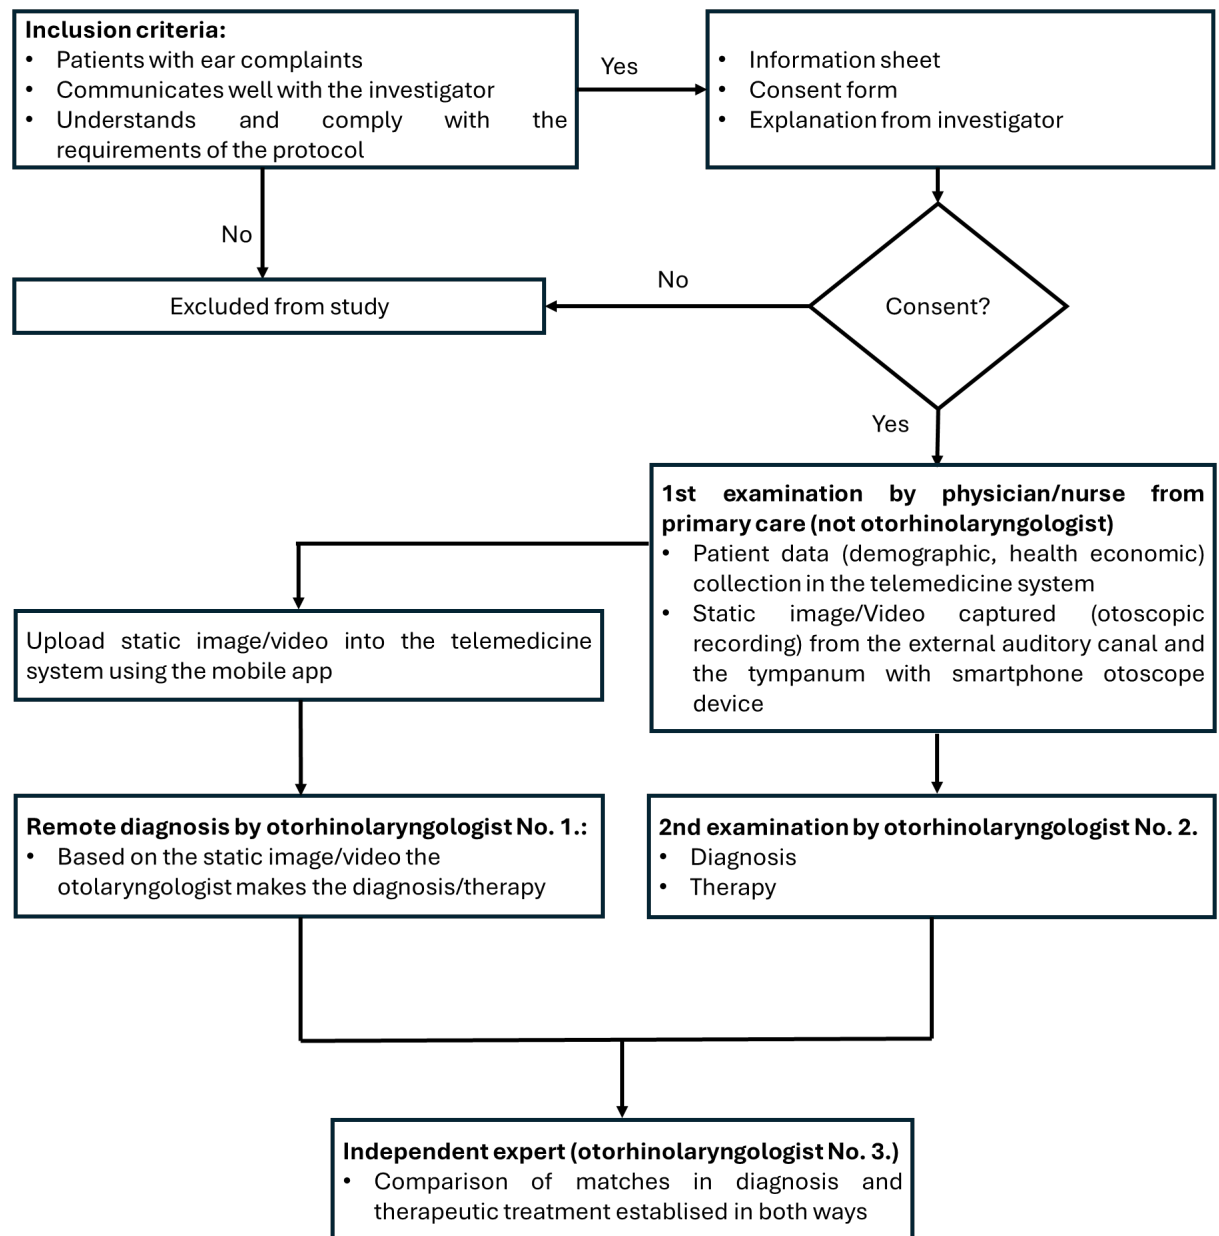 Inclusion criteria:
• Patients with ear complaints
• Communicates well with the investigator
• Understands and comply with the
requirements of the protocol
Yes
• Information sheet
• Consent form
• Explanation from investigator
No
Excluded from study
No
Consent?
Yes
1st examination by physician/nurse from
primary care (not otorhinolaryngologist)
• Patient data (demographic, health economic)
collection in the telemedicine system
• Static image/Video captured (otoscopic
recording) from the external auditory canal and
the tympanum with smartphone otoscope
device
Upload static image/video into the telemedicine
system using the mobile app
Remote diagnosis by otorhinolaryngologist No. 1.:
• Based on the static image/video the
otolaryngologist makes the diagnosis/therapy
2nd examination by otorhinolaryngologist No. 2.
• Diagnosis
• Therapy
Independent expert (otorhinolaryngologist No. 3.)
• Comparison of matches in diagnosis and
therapeutic treatment establised in both ways